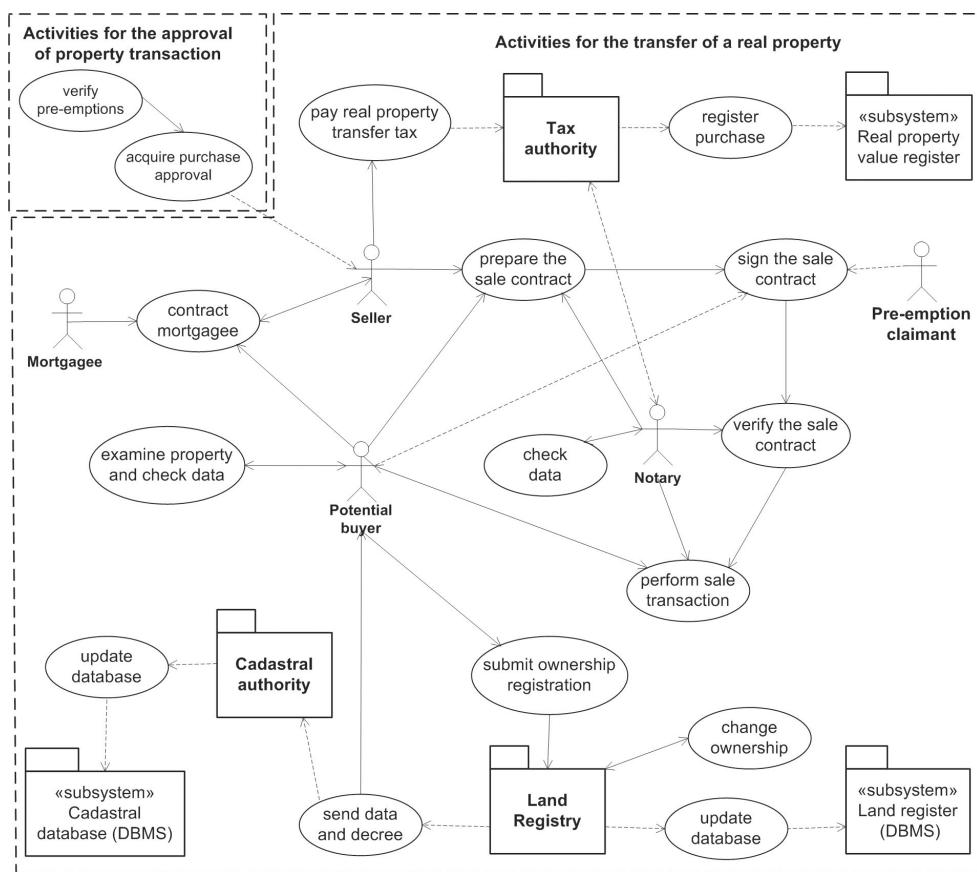 Activities for the approval
of property transaction
verify
pre-emptions
acquire purchase
approval
Activities for the transfer of a real property
pay real property
transfer tax
Tax
authority
register
purchase
«subsystem»
Real property
value register
Seller
prepare the
sale contract
sign the sale
contract
Pre-emption
claimant
Mortgagee
contract
mortgagee
examine property
and check data
Potential
buyer
check
data
Notary
verify the sale
contract
perform sale
transaction
update
database
Cadastral
authority
submit ownership
registration
change
ownership
«subsystem»
Cadastral
database (DBMS)
send data
and decree
Land
Registry
update
database
«subsystem»
Land register
(DBMS)